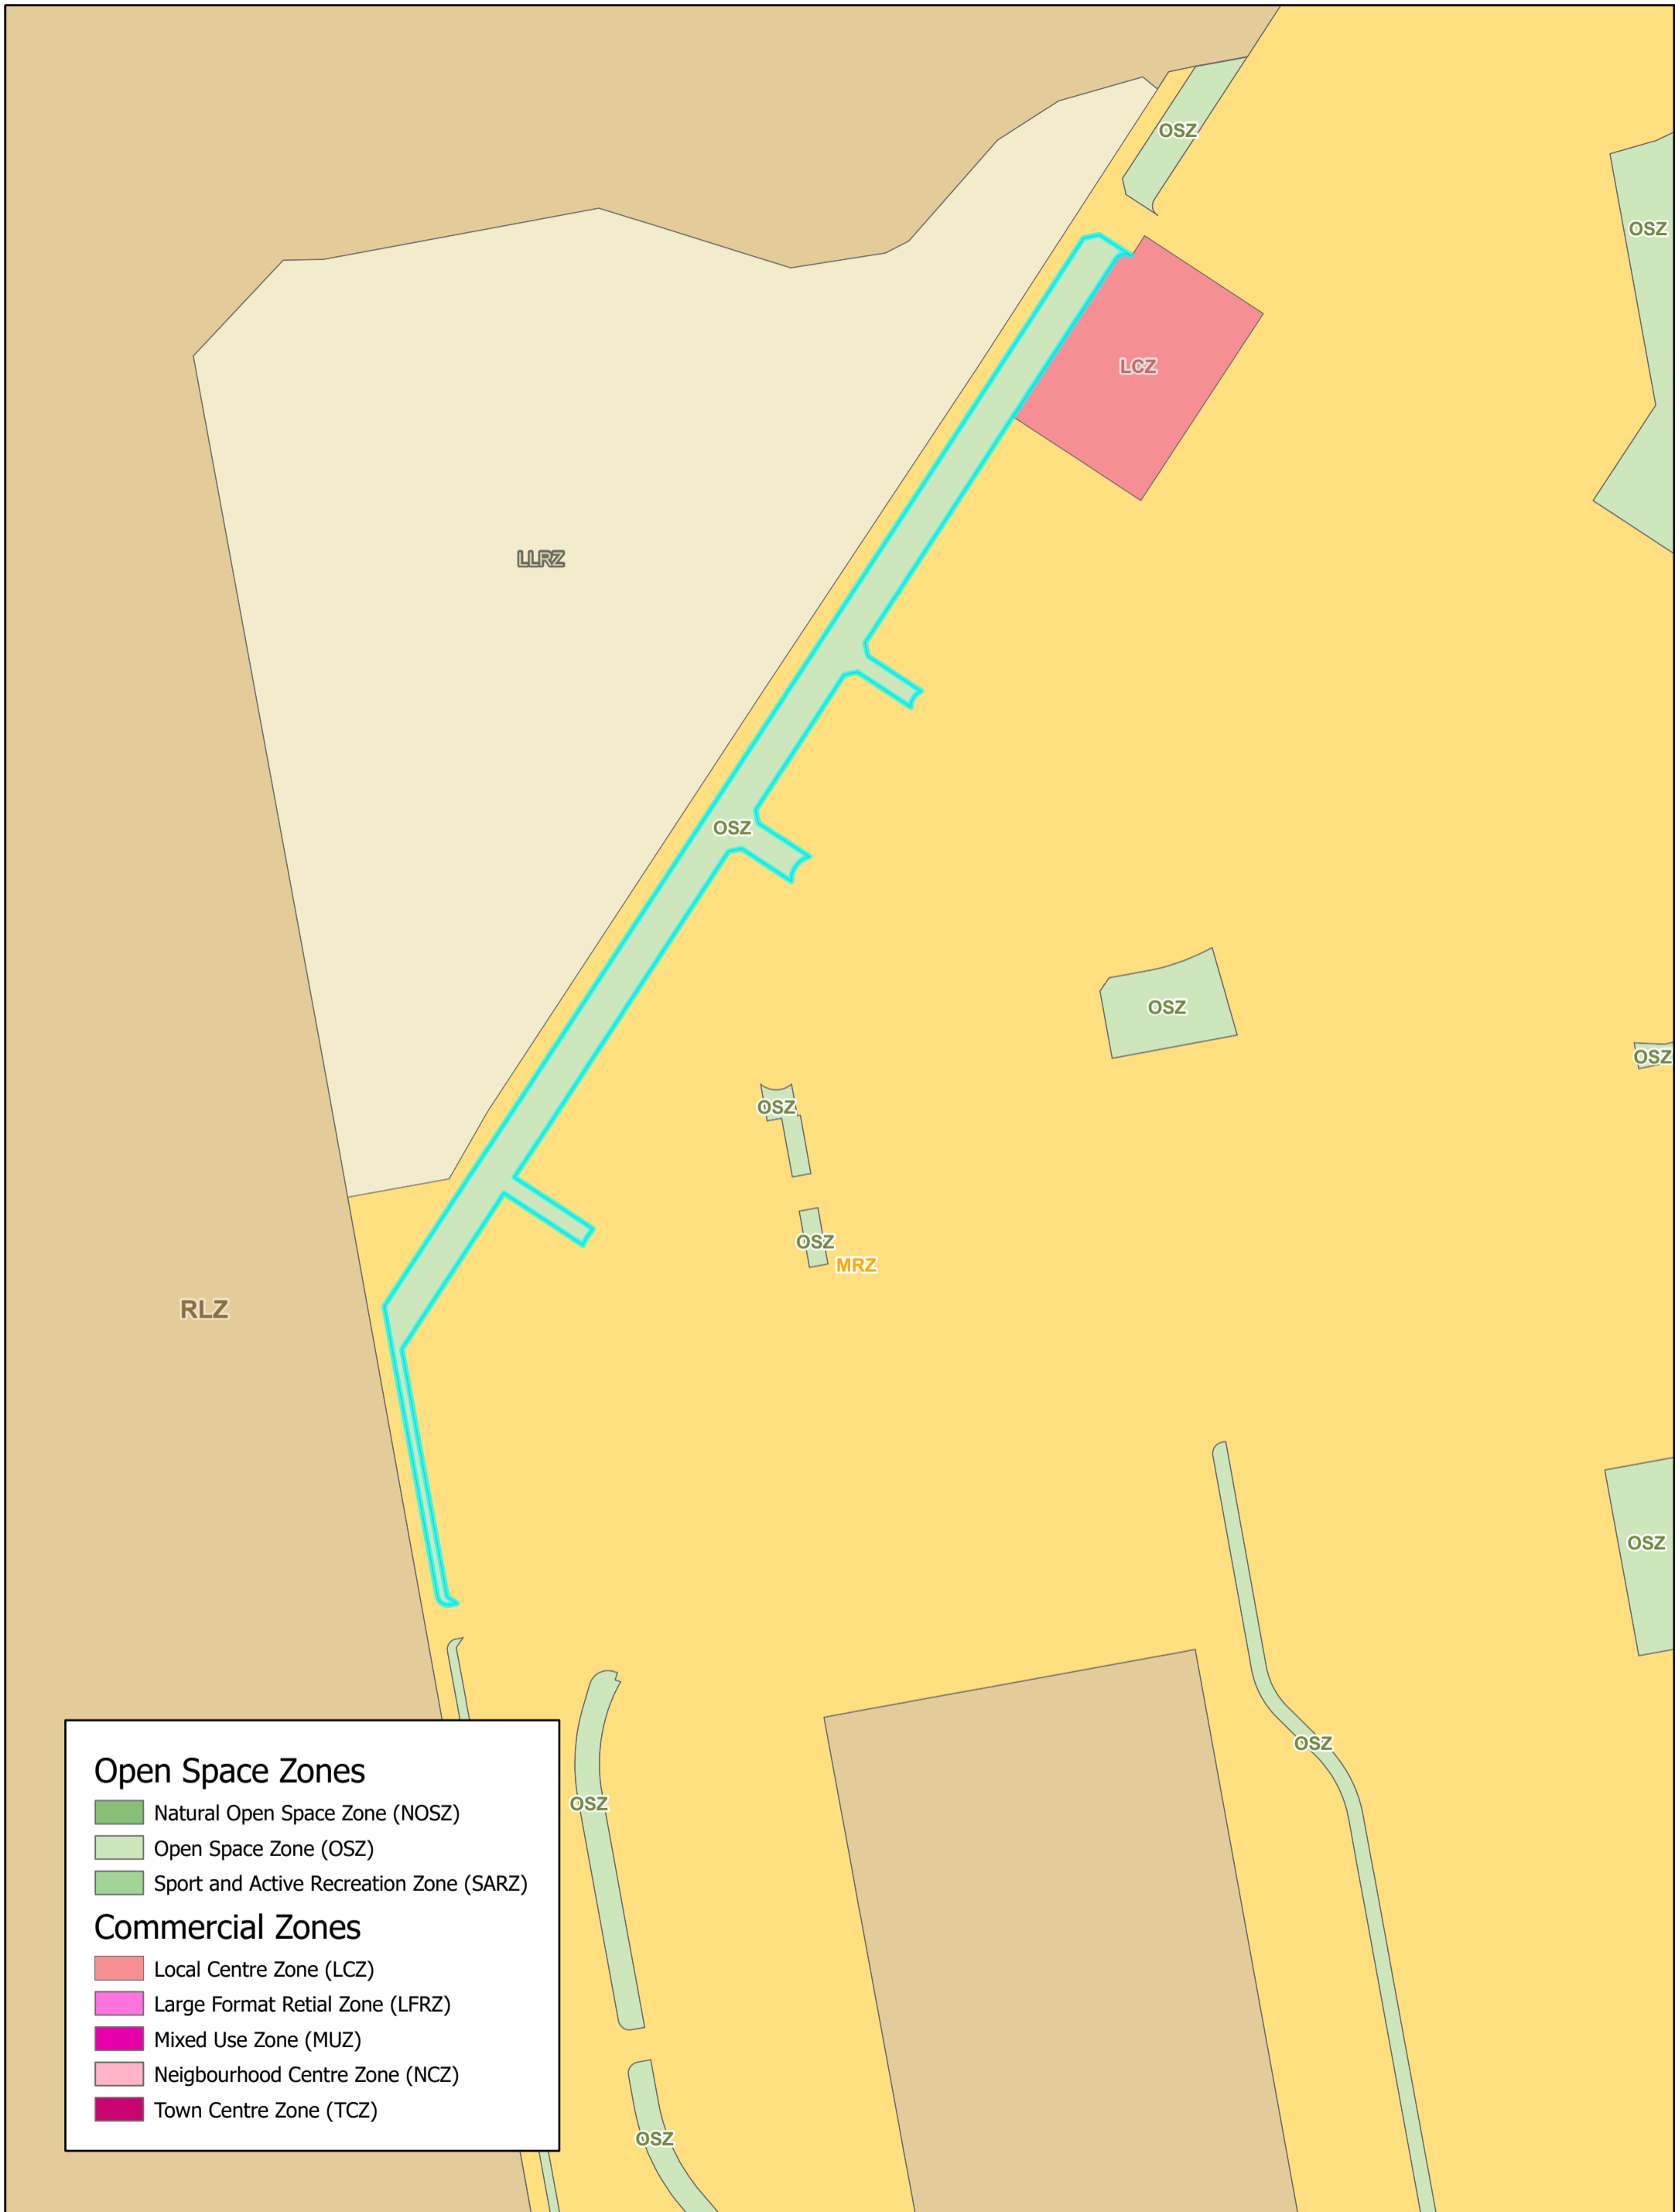 OSZ
OSZ
LCZ
LLRZ
OSZ
OSZ
OSZ
OSZ
OSZ
MRZ
RLZ
OSZ
OSZ
OSZ
OSZ
Open Space Zones
Natural Open Space Zone (NOSZ)
Open Space Zone (OSZ)
Sport and Active Recreation Zone (SARZ)
Commercial Zones
Local Centre Zone (LCZ)
Large Format Retial Zone (LFRZ)
Mixed Use Zone (MUZ)
Neigbourhood Centre Zone (NCZ)
Town Centre Zone (TCZ)